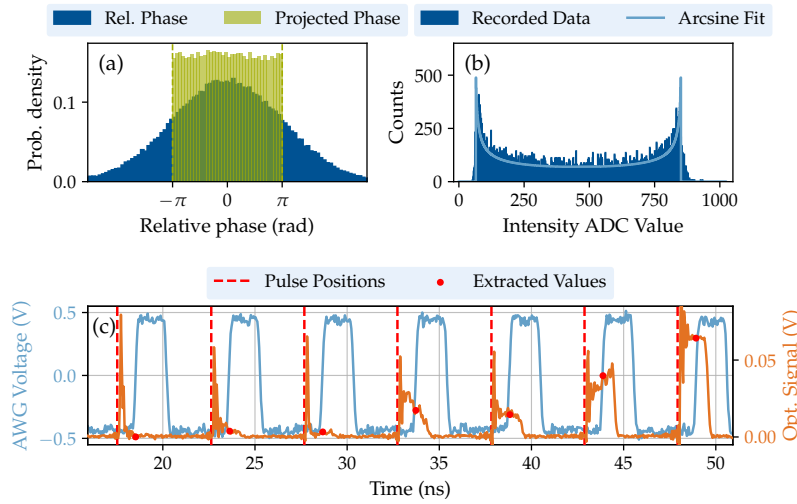 Rel. Phase Projected Phase
Recorded Data Arcsine Fit
(a)
Prob. density
0.1
0.0
−π 0 π
Relative phase (rad)
(b)
Counts
500
250
0
0 250 500 750 1000
Intensity ADC Value
Pulse Positions Extracted Values
(c)
AWG Voltage (V)
0.5
0.0
−0.5
Opt. Signal (V)
0.05
0.00
20 25 30 35 40 45 50
Time (ns)